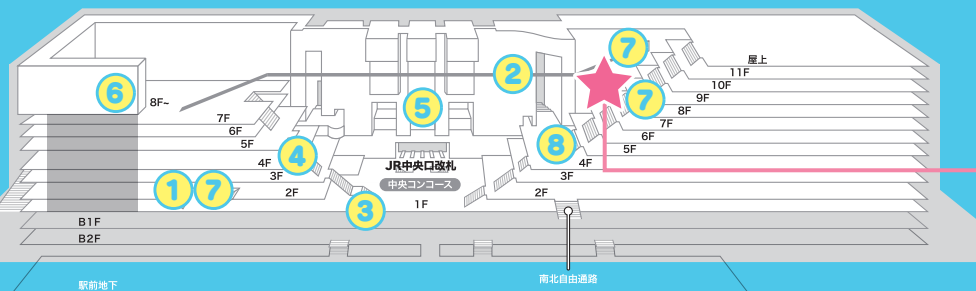 屋上
11F
10F
9F
8F
7F
6F
5F
4F
3F
2F
7
7
8
2
5
6
8F~
7F
6F
5F
4
4F
3F
2F
1
7
3
JR中央口改札
中央コンコース
1F
B1F
B2F
南北自由通路
駅前地下